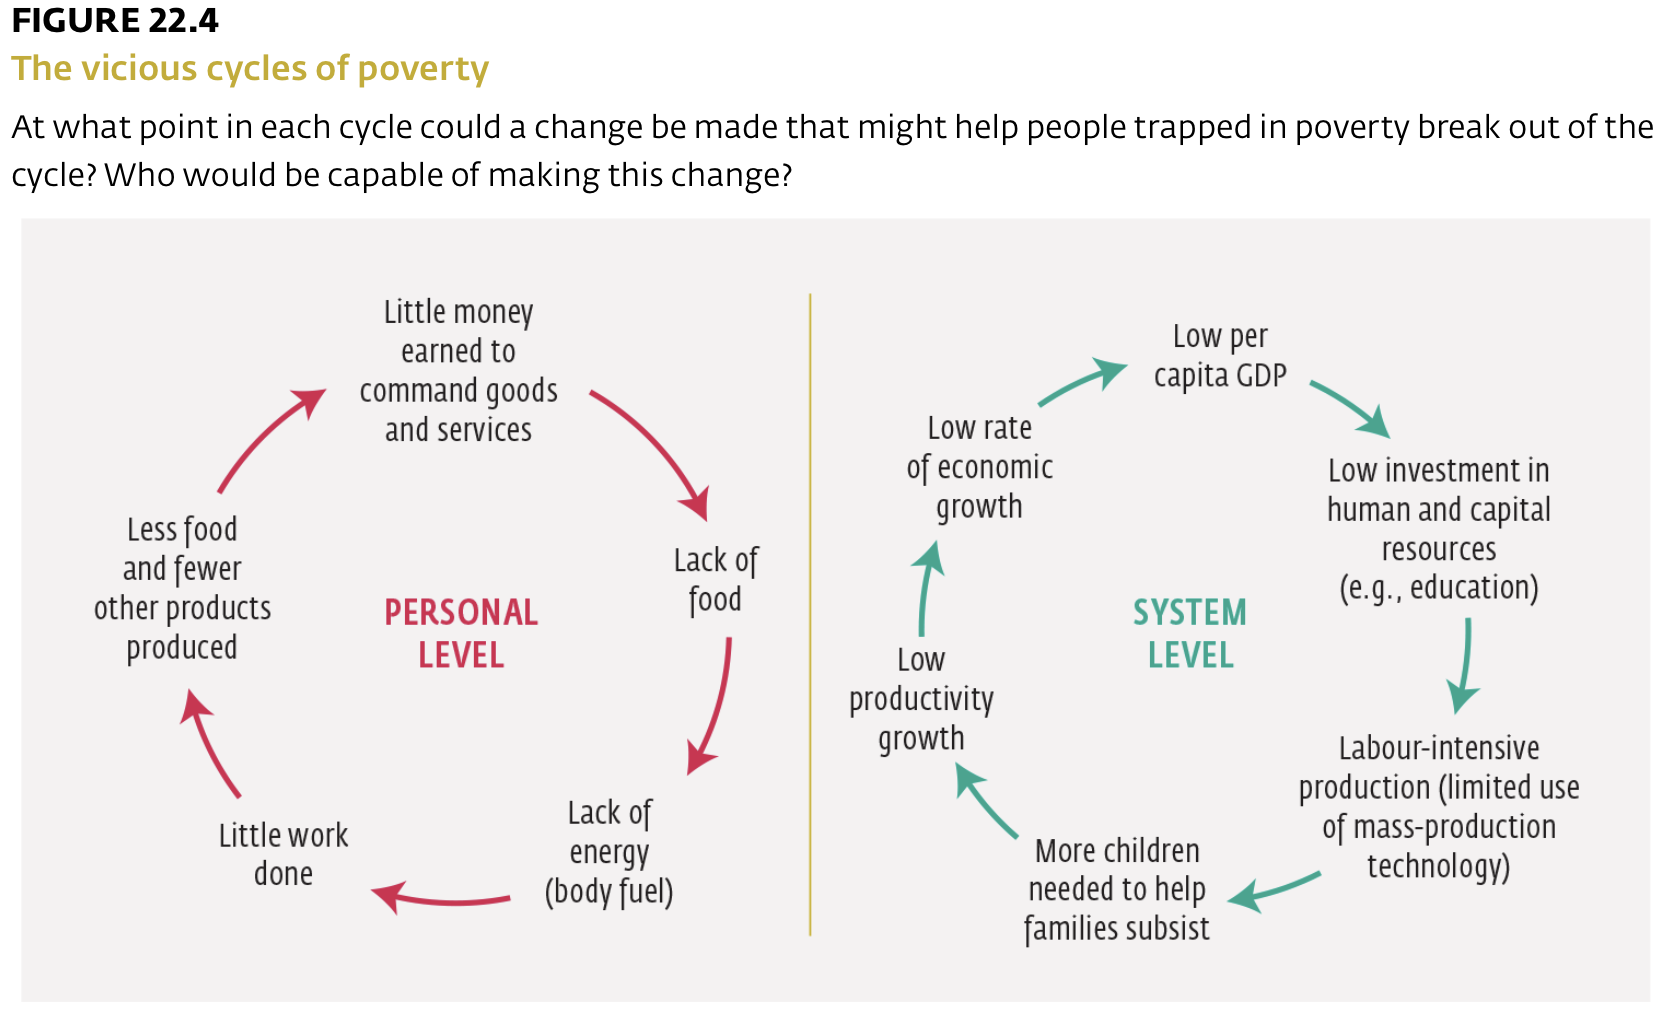 FIGURE 22.4
The vicious cycles of poverty
At what point in each cycle could a change be made that might help people trapped in poverty break out of the
cycle? Who would be capable of making this change?
Little money
earned to
command goods
and services
Lack of
food
Lack of
energy
(body fuel)
Little work
done
Less food
and fewer
other products
produced
PERSONAL
LEVEL
Low per
capita GDP
Low investment in
human and capital
resources
(e.g., education)
Labour-intensive
production (limited use
of mass-production
technology)
More children
needed to help
families subsist
Low
productivity
growth
Low rate
of economic
growth
SYSTEM
LEVEL